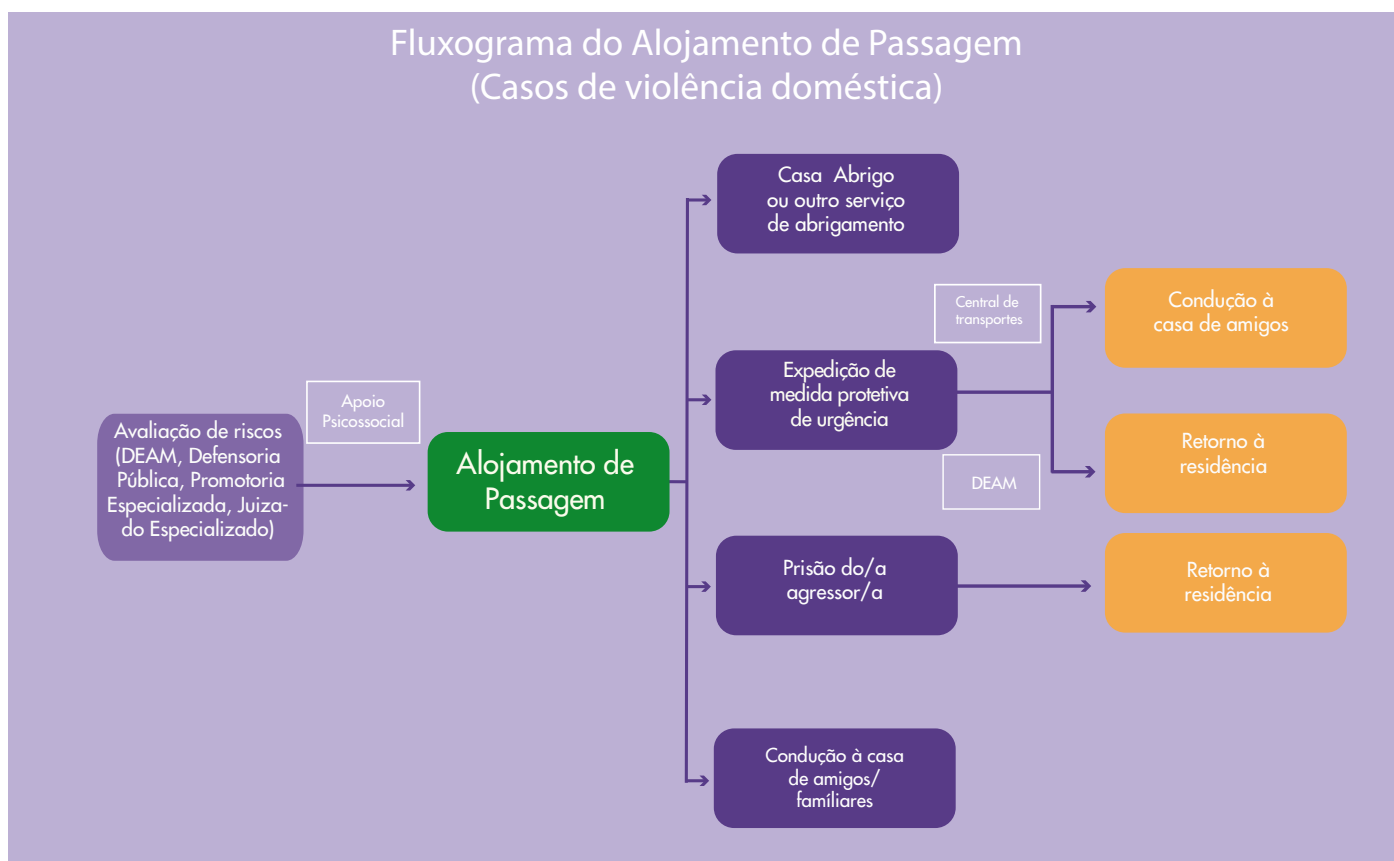 Fluxograma do Alojamento de Passagem
(Casos de violência doméstica)
Casa Abrigo
ou outro serviço
de abrigamento
Central de
transportes
Condução à
casa de amigos
Expedição de
medida protetiva
de urgência
Apoio
Psicossocial
Avaliação de riscos
(DEAM, Defensoria
Pública, Promotoria
Especializada, Juiza-
do Especializado)
Alojamento de
Passagem
DEAM
Retorno à
residência
Prisão do/a
agressor/a
Retorno à
residência
Condução à casa
de amigos/
famíliares